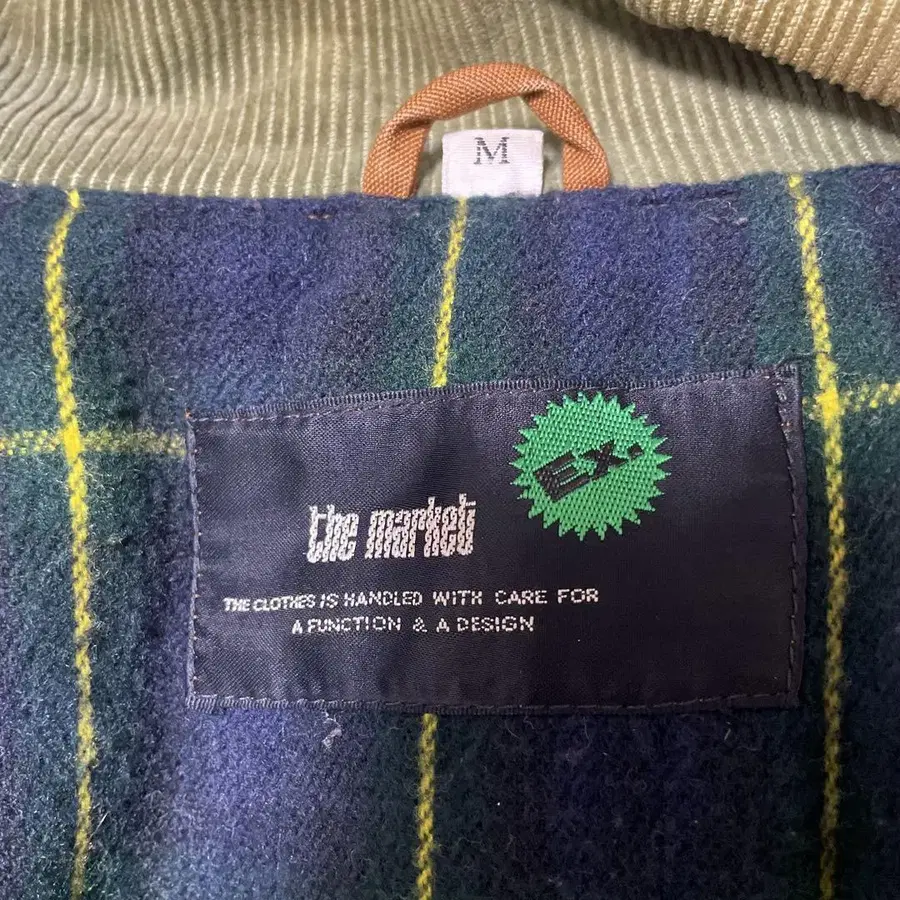 M
EX.
the market
THE CLOTHES IS HANDLED WITH CARE FOR
A FUNCTION & A DESIGN